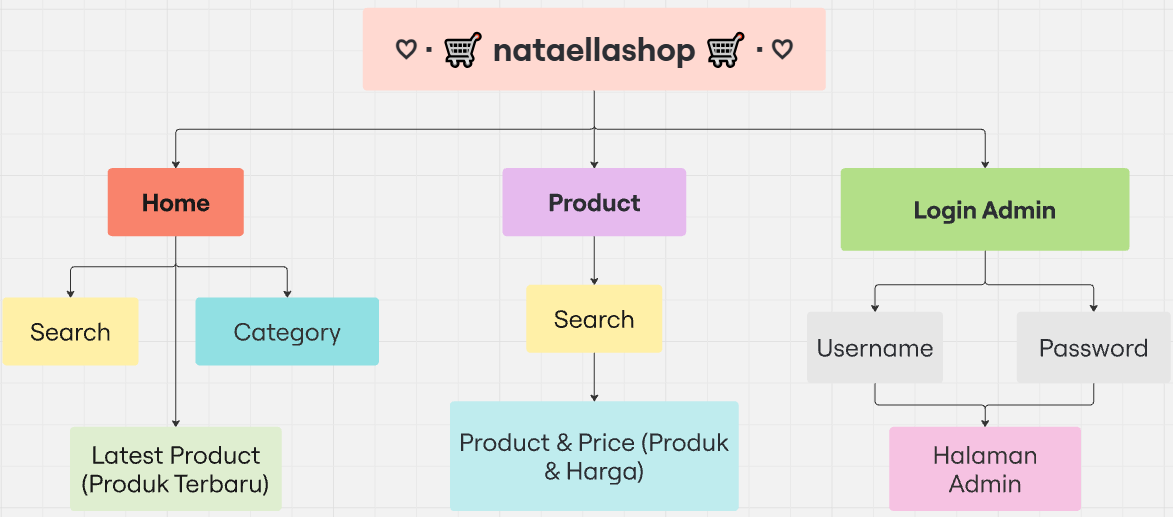 ♡ · 🛒 nataellashop 🛒 · ♡
Home
Product
Login Admin
Search
Category
Search
Username
Password
Latest Product
(Produk Terbaru)
Product & Price (Produk
& Harga)
Halaman
Admin